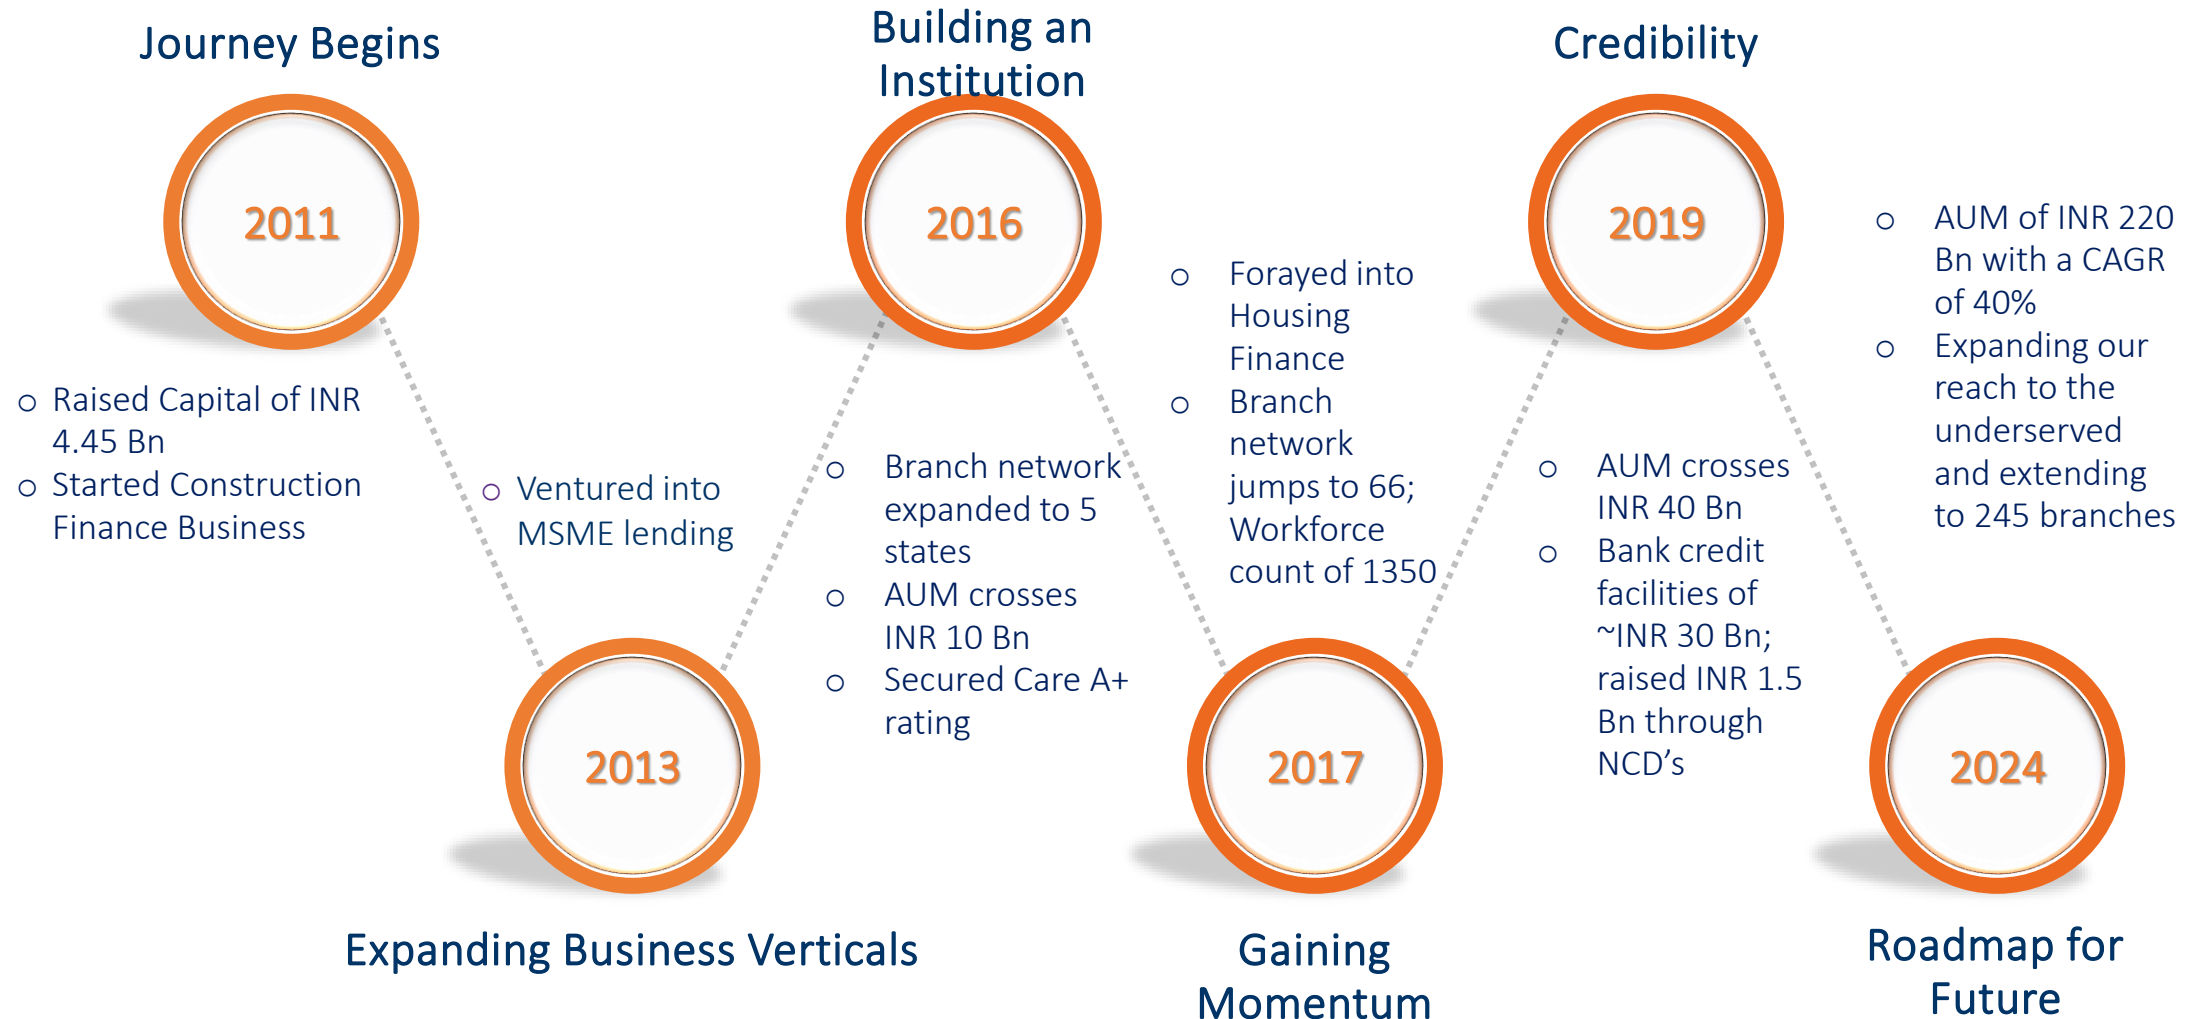 Journey Begins
2011
○ Raised Capital of INR
4.45 Bn
○ Started Construction
Finance Business
○ Ventured into
MSME lending
2013
Expanding Business Verticals
Building an
Institution
2016
○ Branch network
expanded to 5
states
○ AUM crosses
INR 10 Bn
○ Secured Care A+
rating
○ Forayed into
Housing
Finance
○ Branch
network
jumps to 66;
Workforce
count of 1350
2017
Gaining
Momentum
Credibility
2019
○ AUM crosses
INR 40 Bn
○ Bank credit
facilities of
~INR 30 Bn;
raised INR 1.5
Bn through
NCD’s
○ AUM of INR 220
Bn with a CAGR
of 40%
○ Expanding our
reach to the
underserved
and extending
to 245 branches
2024
Roadmap for
Future